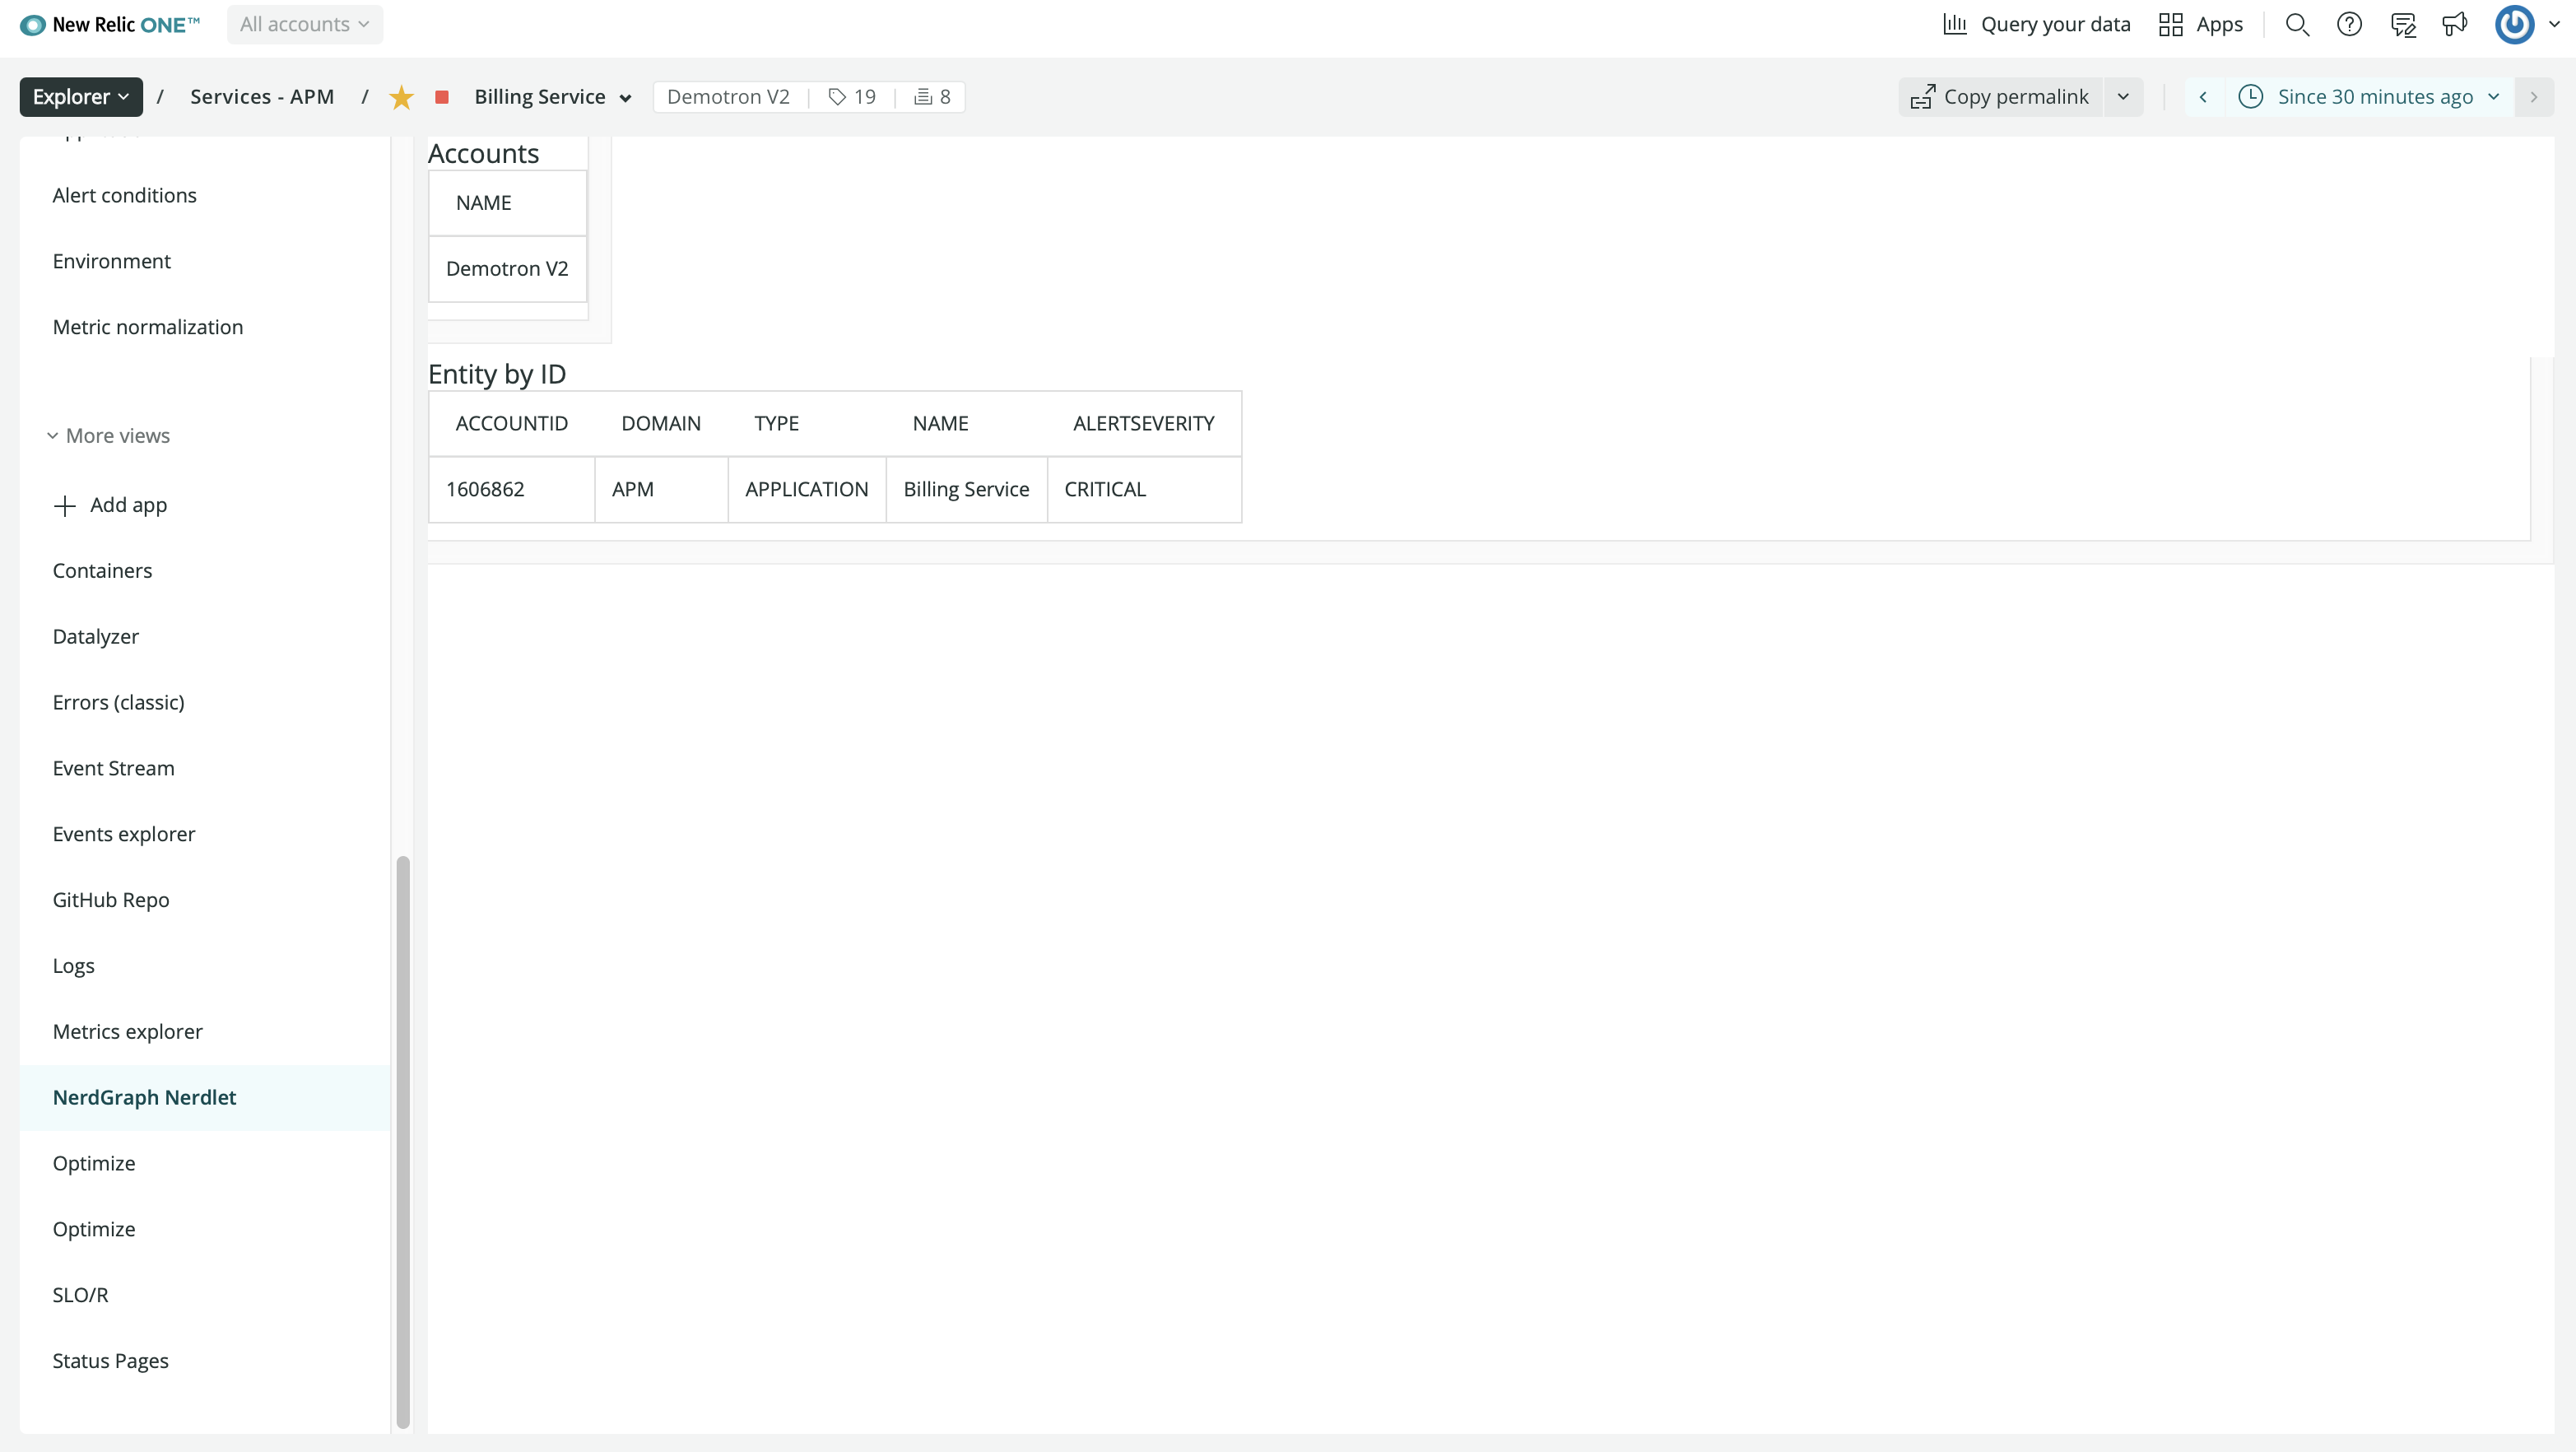 New Relic ONE™ All accounts Query your data Apps
Explorer / Services - APM / Billing Service Demotron V2 19 8 Copy permalink Since 30 minutes ago
Alert conditions
Environment
Metric normalization
More views
Add app
Containers
Datalyzer
Errors (classic)
Event Stream
Events explorer
GitHub Repo
Logs
Metrics explorer
NerdGraph Nerdlet
Optimize
Optimize
SLO/R
Status Pages
Accounts
NAME
Demotron V2
Entity by ID
ACCOUNTID DOMAIN TYPE NAME ALERTSEVERITY
1606862 APM APPLICATION Billing Service CRITICAL